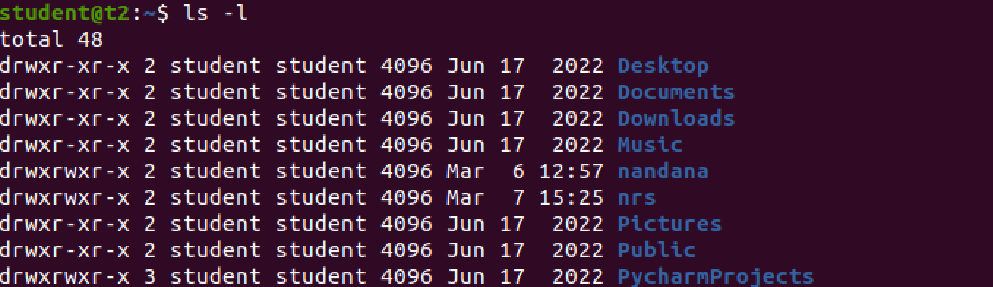 student@t2:~$ ls -l
total 48
drwxr-xr-x 2 student student 4096 Jun 17  2022 Desktop
drwxr-xr-x 2 student student 4096 Jun 17  2022 Documents
drwxr-xr-x 2 student student 4096 Jun 17  2022 Downloads
drwxr-xr-x 2 student student 4096 Jun 17  2022 Music
drwxrwxr-x 2 student student 4096 Mar  6 12:57 nandana
drwxrwxr-x 2 student student 4096 Mar  7 15:25 nrs
drwxr-xr-x 2 student student 4096 Jun 17  2022 Pictures
drwxr-xr-x 2 student student 4096 Jun 17  2022 Public
drwxrwxr-x 3 student student 4096 Jun 17  2022 PycharmProjects